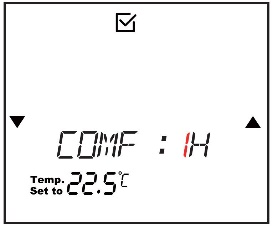 COMF : 1H
Temp. Set to 22.5°C